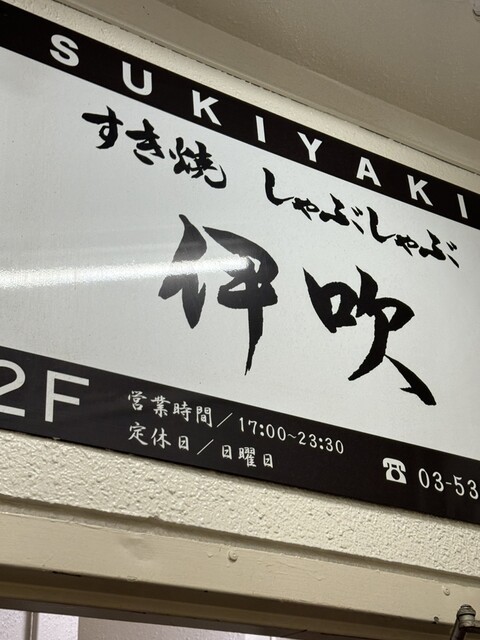 SUKIYAKI
すき焼 しゃぶしゃぶ
伊吹
2F
営業時間／17:00~23:30
定休日／日曜日
☎ 03-53